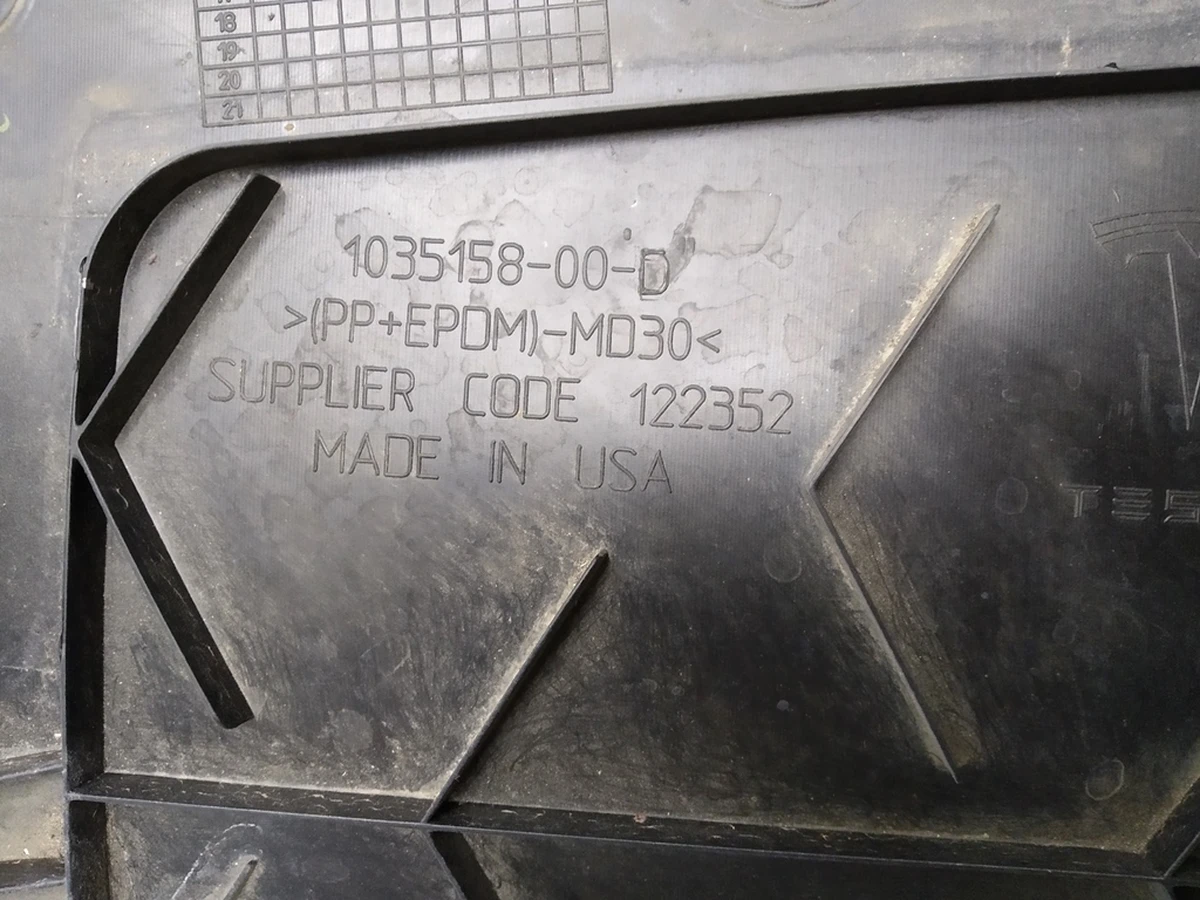 18
19
20
21
1035158-00-D
>(PP+EPDM)-MD30<
SUPPLIER CODE 122352
MADE IN USA